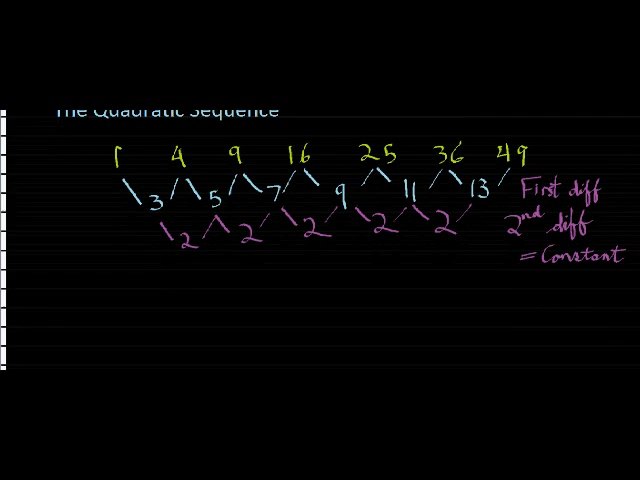 The Quadratic Sequence
1 4 9 16 25 36 49
3 5 7 9 11 13 First diff
2 2 2 2 2 2nd diff
= Constant